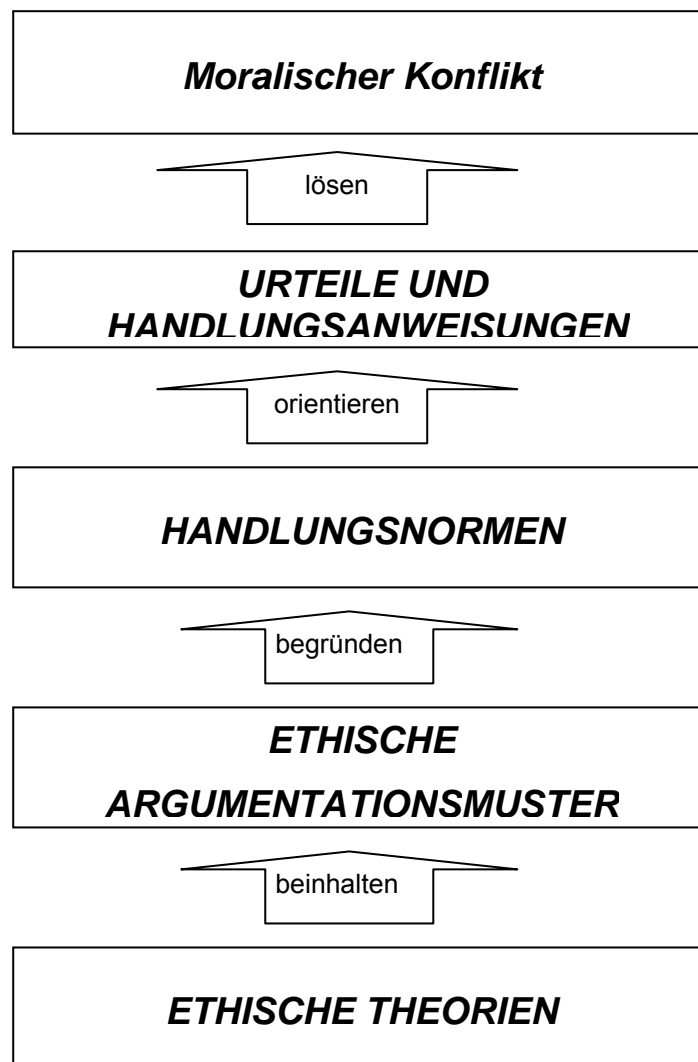 Moralischer Konflikt
lösen
URTEILE UND
HANDLUNGSANWEISUNGEN
orientieren
HANDLUNGSNORMEN
begründen
ETHISCHE
ARGUMENTATIONSMUSTER
beinhalten
ETHISCHE THEORIEN